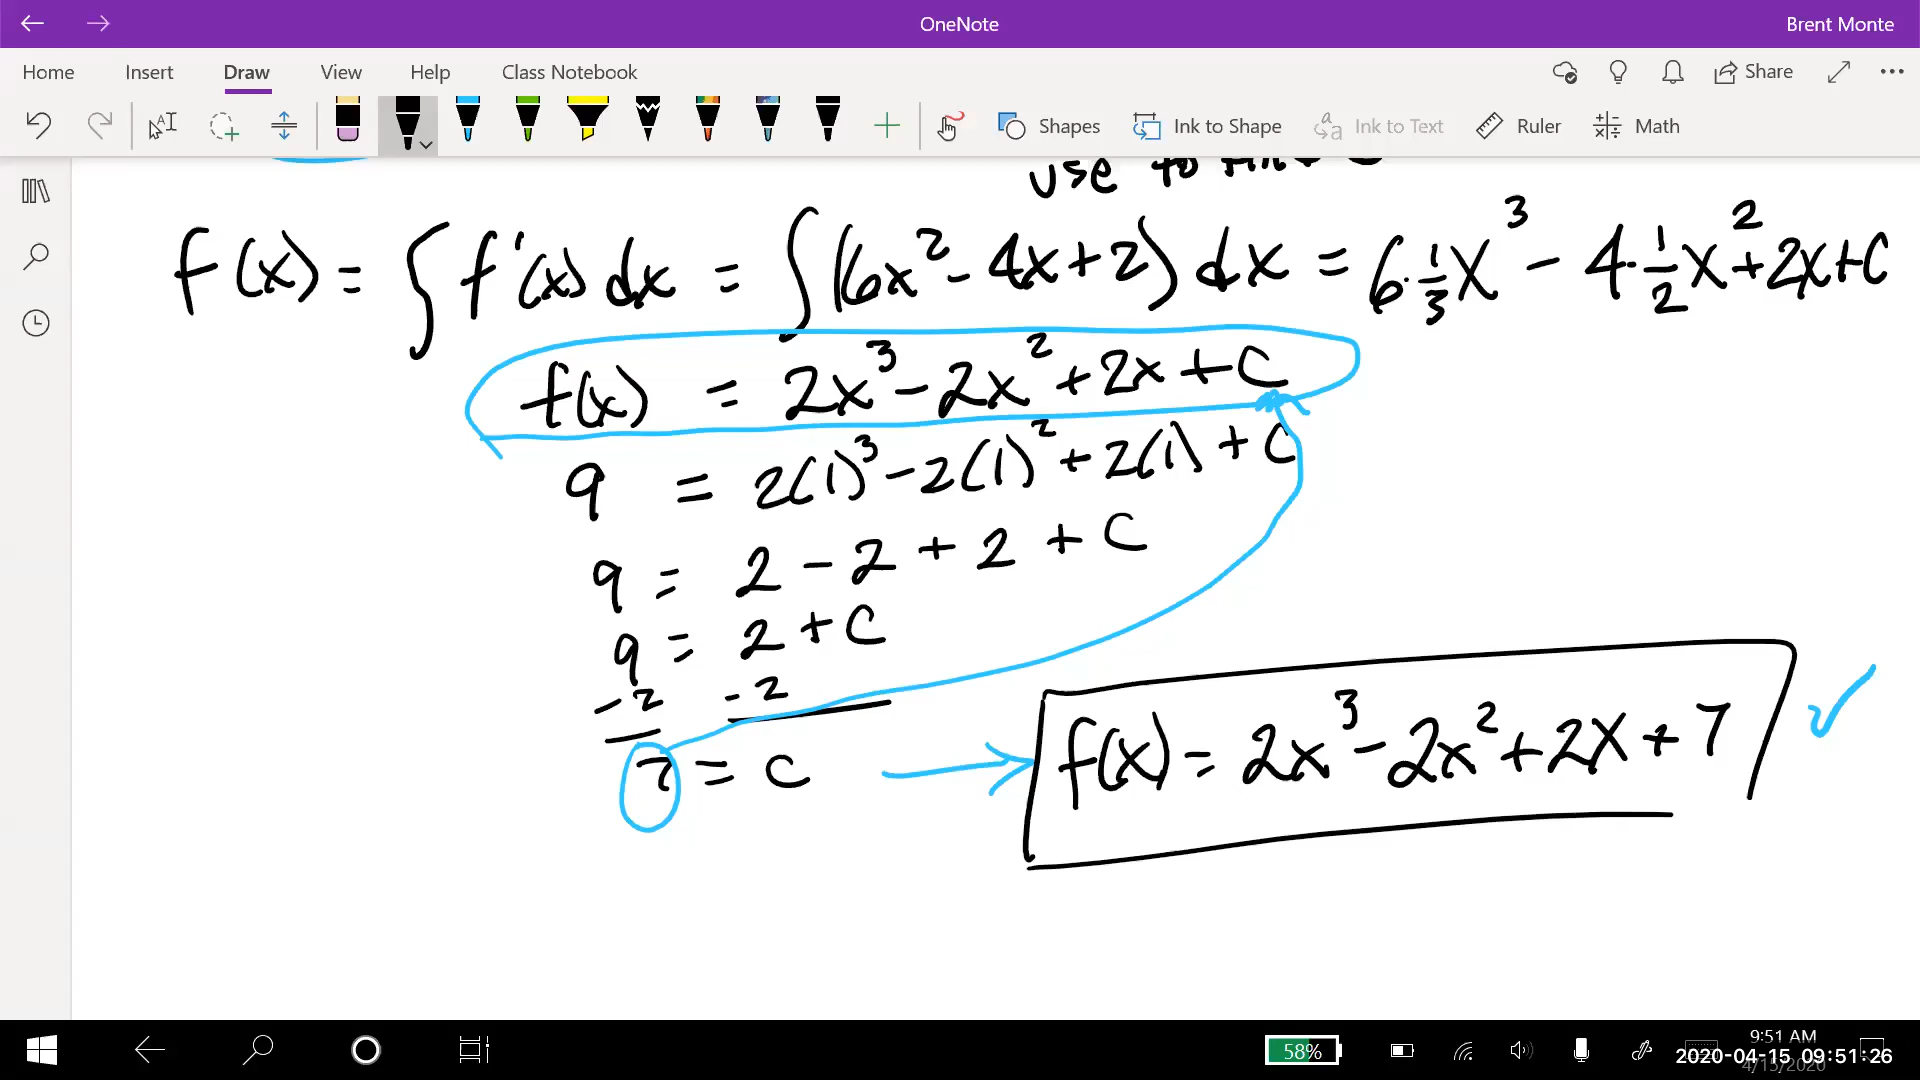 OneNote
Brent Monte
Home Insert Draw View Help Class Notebook Share
Shapes Ink to Shape Ink to Text Ruler Math
use to
f(x) = ∫ f'(x) dx = ∫ (6x² - 4x + 2) dx = 6·⅓x³ - 4·½x² + 2x + C
f(x) = 2x³ - 2x² + 2x + C
9 = 2(1)³ - 2(1)² + 2(1) + C
9 = 2 - 2 + 2 + C
9 = 2 + C
-2 -2
7 = C
f(x) = 2x³ - 2x² + 2x + 7
58%
9:51 AM
2020-04-15 09:51:26
4/15/2020